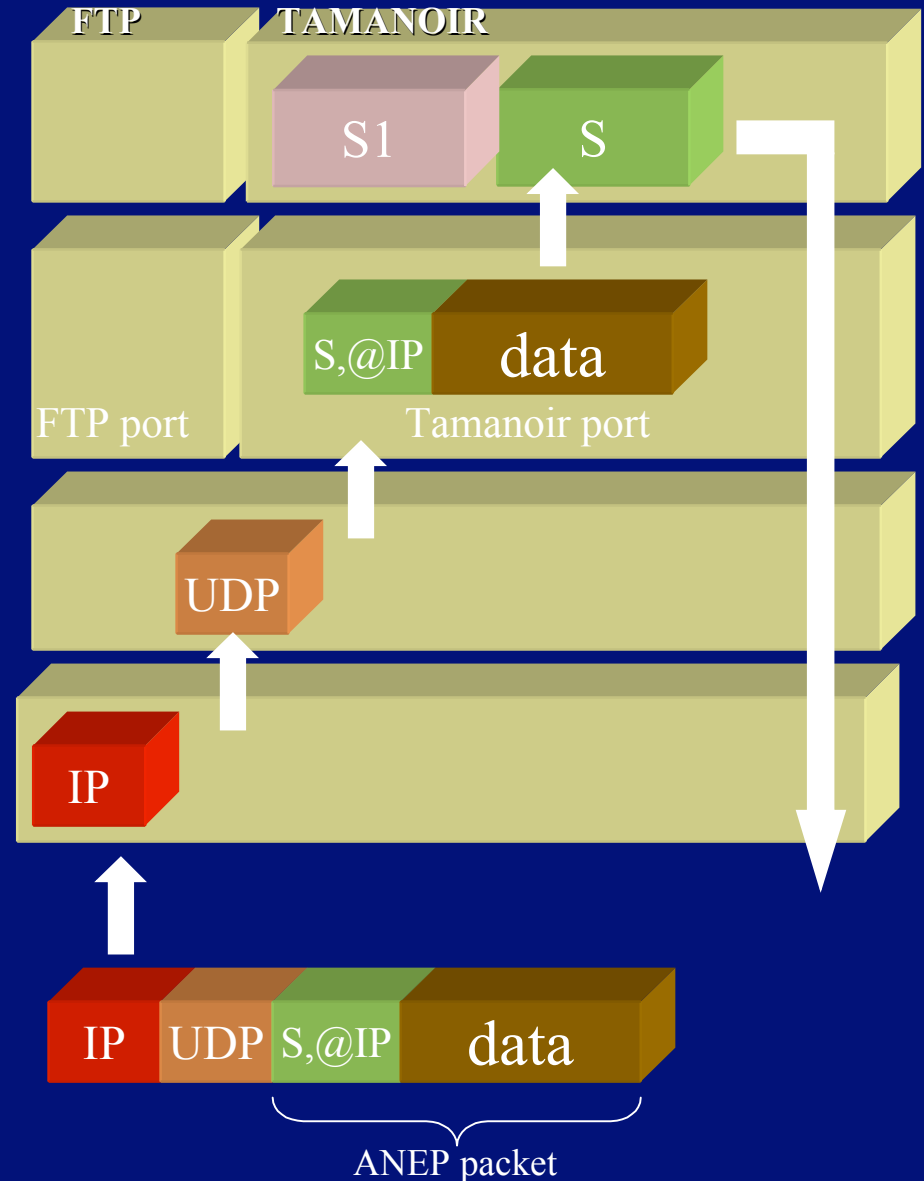 FTP TAMANOIR
S1 S
S,@IP data
FTP port Tamanoir port
UDP
IP
IP UDP S,@IP data
ANEP packet